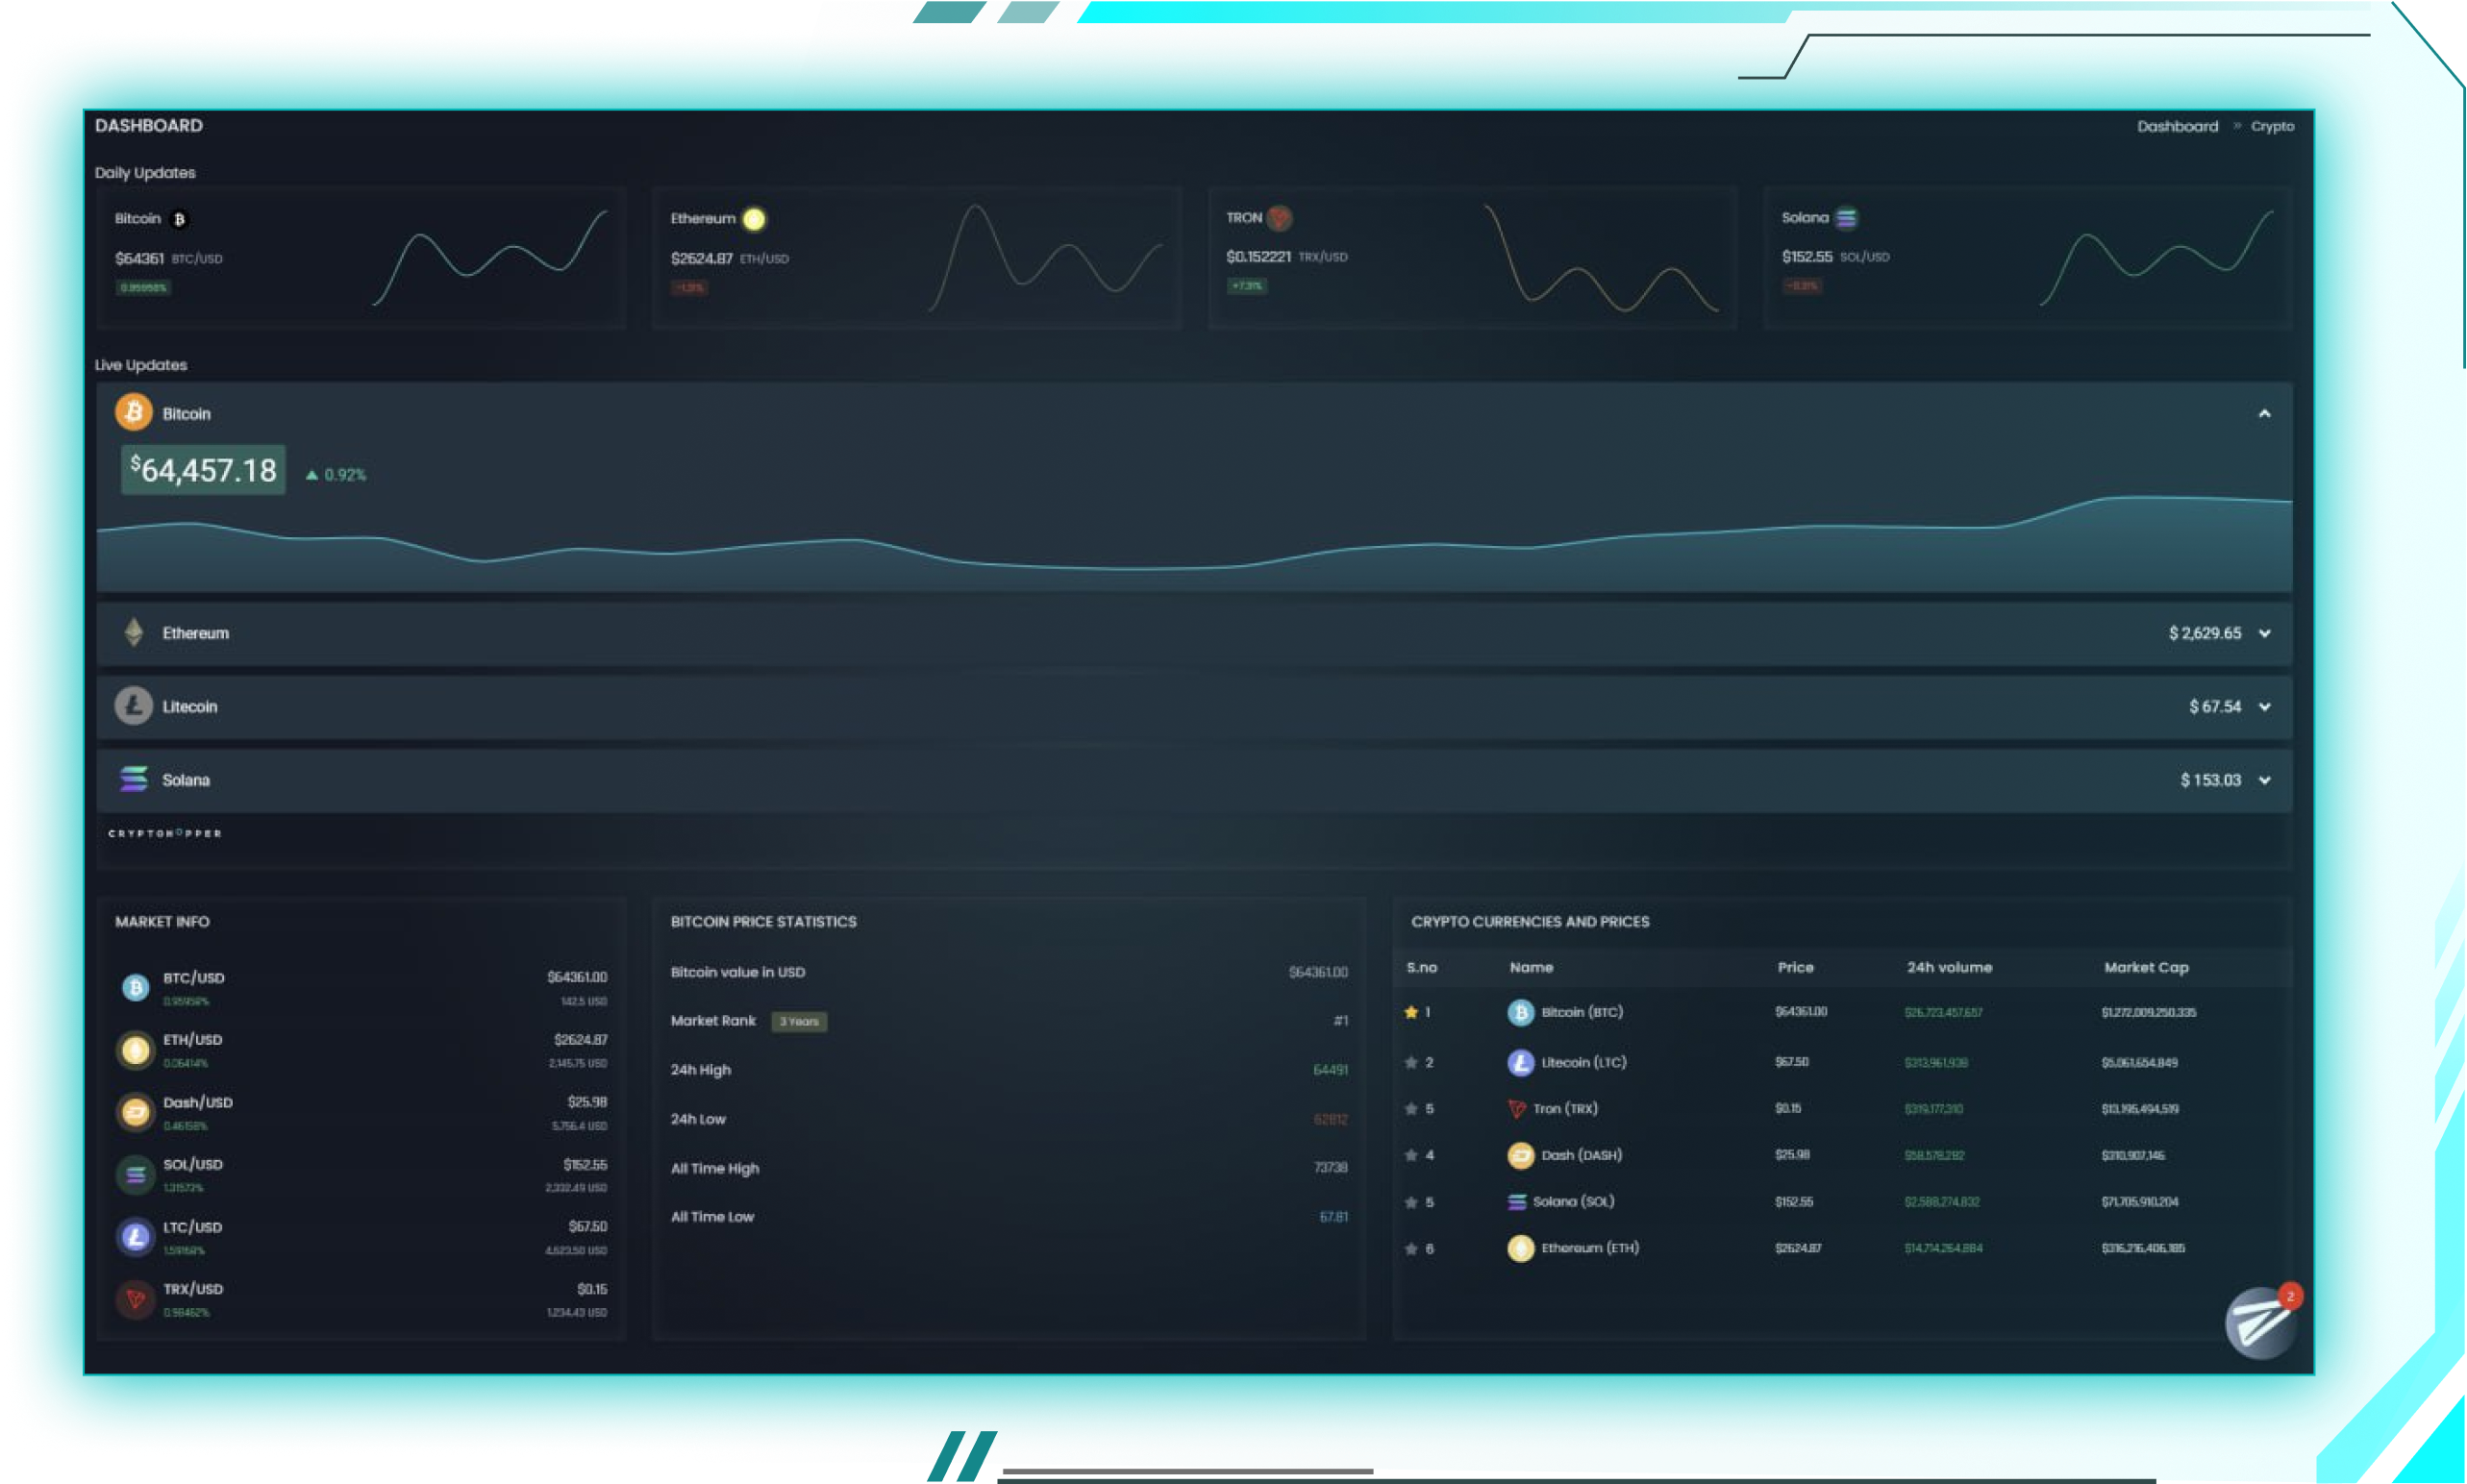 DASHBOARD
Dashboard » Crypto
Daily Updates
Bitcoin
$64361 BTC/USD
0.95958%
Ethereum
$2624.87 ETH/USD
TRON
$0.152221 TRX/USD
+7.31%
Solana
$152.55 SOL/USD
Live Updates
Bitcoin
$64,457.18 ▲ 0.92%
Ethereum $ 2,629.65
Litecoin $ 67.54
Solana $ 153.03
CRYPTOHOPPER
MARKET INFO
BTC/USD $64361.00
0.95958% 142.5 USD
ETH/USD $2624.87
0.06414% 2,145.75 USD
Dash/USD $25.98
0.46158% 5,756.4 USD
SOL/USD $152.55
1.31573% 2,332.49 USD
LTC/USD $67.50
1.59168% 4,623.50 USD
TRX/USD $0.15
0.98462% 1,234.43 USD
BITCOIN PRICE STATISTICS
Bitcoin value in USD $64361.00
Market Rank 3 Years #1
24h High 64491
24h Low 62812
All Time High 73738
All Time Low 67.81
CRYPTO CURRENCIES AND PRICES
S.no Name Price 24h volume Market Cap
1 Bitcoin (BTC) $64361.00 $26,723,457,657 $1,272,009,250,335
2 Litecoin (LTC) $67.50 $313,961,938 $5,061,654,849
5 Tron (TRX) $0.15 $319,177,310 $13,195,494,519
4 Dash (DASH) $25.98 $58,578,292 $310,907,146
5 Solana (SOL) $152.55 $2,588,274,832 $71,705,910,204
6 Ethereum (ETH) $2624.87 $14,714,264,884 $316,216,406,185
2